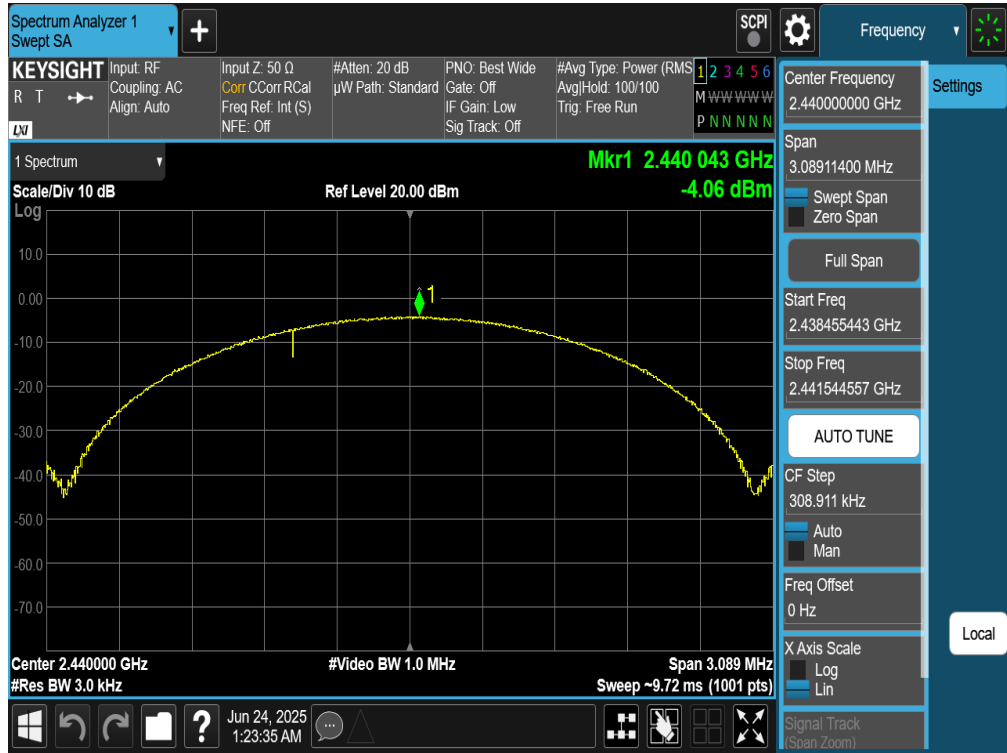 Spectrum Analyzer 1
Swept SA
+
SCPI
Frequency
KEYSIGHT
R T
LXI
Input: RF
Coupling: AC
Align: Auto
Input Z: 50 Ω
Corr CCorr RCal
Freq Ref: Int (S)
NFE: Off
#Atten: 20 dB
µW Path: Standard
PNO: Best Wide
Gate: Off
IF Gain: Low
Sig Track: Off
#Avg Type: Power (RMS
Avg|Hold: 100/100
Trig: Free Run
1 2 3 4 5 6
M W W W W W
P N N N N N
1 Spectrum
Mkr1 2.440 043 GHz
-4.06 dBm
Scale/Div 10 dB
Ref Level 20.00 dBm
Log
10.0
0.00
-10.0
-20.0
-30.0
-40.0
-50.0
-60.0
-70.0
1
Center 2.440000 GHz
#Video BW 1.0 MHz
Span 3.089 MHz
#Res BW 3.0 kHz
Sweep ~9.72 ms (1001 pts)
?
Jun 24, 2025
1:23:35 AM
Center Frequency
2.440000000 GHz
Settings
Span
3.08911400 MHz
Swept Span
Zero Span
Full Span
Start Freq
2.438455443 GHz
Stop Freq
2.441544557 GHz
AUTO TUNE
CF Step
308.911 kHz
Auto
Man
Freq Offset
0 Hz
Local
X Axis Scale
Log
Lin
Signal Track
(Span Zoom)